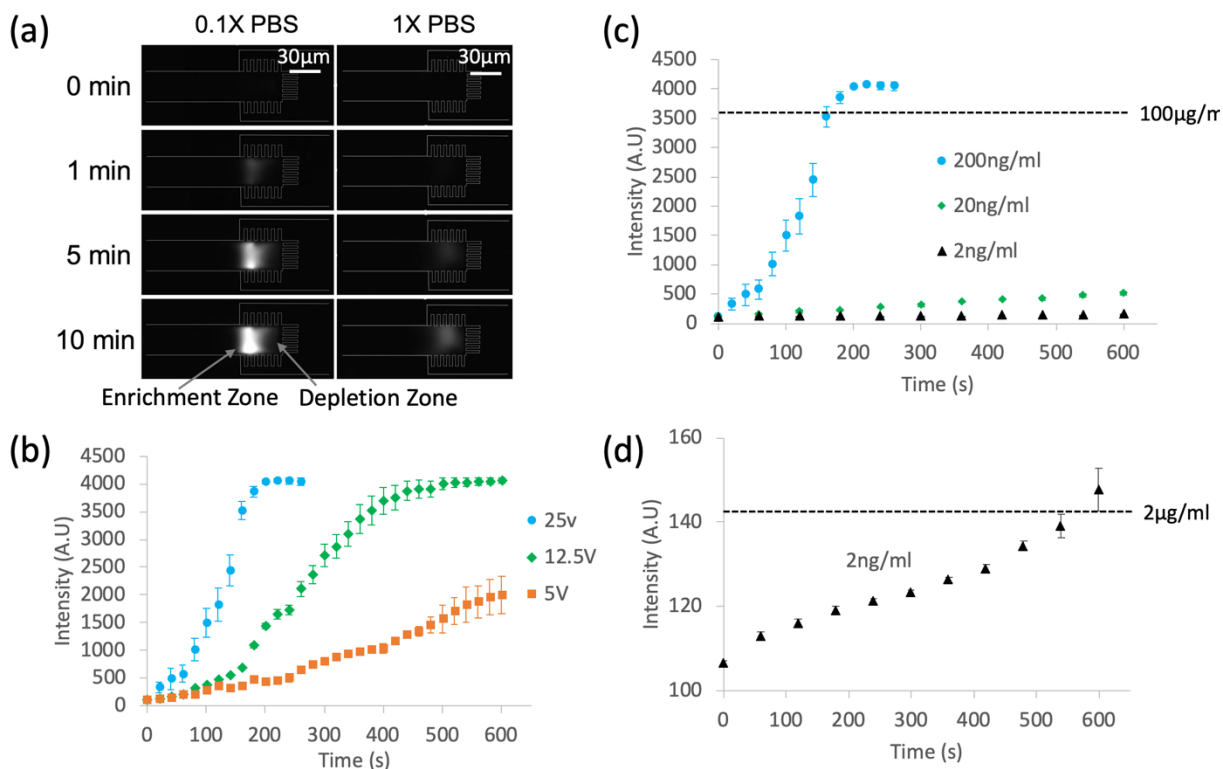 (a)
0.1X PBS 1X PBS
30μm 30μm
0 min
1 min
5 min
10 min
Enrichment Zone Depletion Zone
(b)
4500
4000
3500
3000
2500
2000
1500
1000
500
0
Intensity (A.U)
0 100 200 300 400 500 600
Time (s)
25v
12.5V
5V
(c)
4500
4000
3500
3000
2500
2000
1500
1000
500
0
Intensity (A.U)
100μg/m
200ng/ml
20ng/ml
2ng/ml
0 100 200 300 400 500 600
Time (s)
(d)
160
140
120
100
Intensity (A.U)
2μg/ml
2ng/ml
0 100 200 300 400 500 600
Time (s)